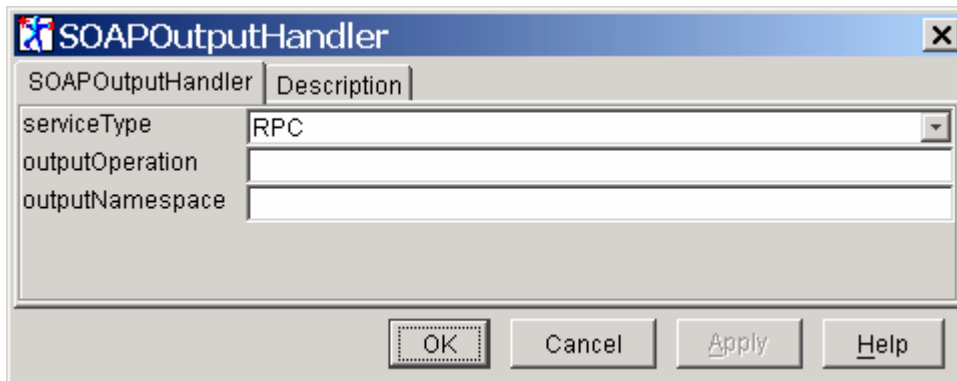 SOAPOutputHandler
SOAPOutputHandler Description
serviceType RPC
outputOperation
outputNamespace
OK Cancel Apply Help